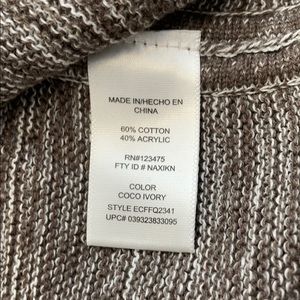 MADE IN/HECHO EN
CHINA
60% COTTON
40% ACRYLIC
RN#123475
FTY ID # NAXIKN
COLOR
COCO IVORY
STYLE ECFFQ2341
UPC# 039323833095